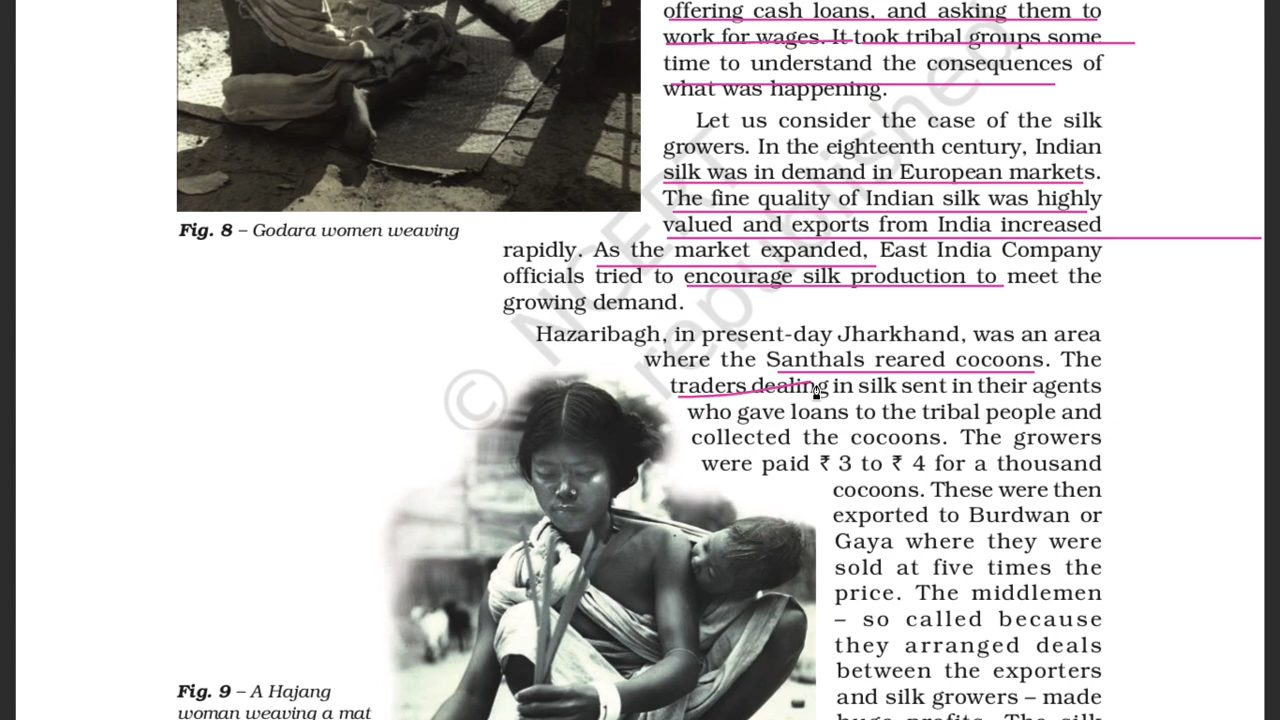 offering cash loans, and asking them to
work for wages. It took tribal groups some
time to understand the consequences of
what was happening.
Let us consider the case of the silk
growers. In the eighteenth century, Indian
silk was in demand in European markets.
The fine quality of Indian silk was highly
valued and exports from India increased
Fig. 8 – Godara women weaving
rapidly. As the market expanded, East India Company
officials tried to encourage silk production to meet the
growing demand.
Hazaribagh, in present-day Jharkhand, was an area
where the Santhals reared cocoons. The
traders dealing in silk sent in their agents
who gave loans to the tribal people and
collected the cocoons. The growers
were paid ₹ 3 to ₹ 4 for a thousand
cocoons. These were then
exported to Burdwan or
Gaya where they were
sold at five times the
price. The middlemen
– so called because
they arranged deals
between the exporters
and silk growers – made
huge profits. The silk
Fig. 9 – A Hajang
woman weaving a mat
© NCERT
republished